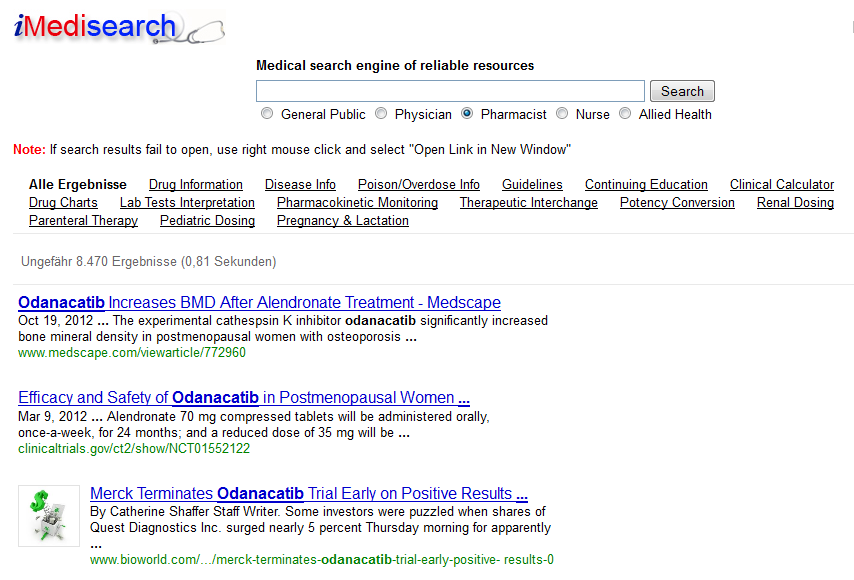 iMedisearch
Medical search engine of reliable resources
Search
General Public Physician Pharmacist Nurse Allied Health
Note: If search results fail to open, use right mouse click and select "Open Link in New Window"
Alle Ergebnisse Drug Information Disease Info Poison/Overdose Info Guidelines Continuing Education Clinical Calculator
Drug Charts Lab Tests Interpretation Pharmacokinetic Monitoring Therapeutic Interchange Potency Conversion Renal Dosing
Parenteral Therapy Pediatric Dosing Pregnancy & Lactation
Ungefähr 8.470 Ergebnisse (0,81 Sekunden)
Odanacatib Increases BMD After Alendronate Treatment - Medscape
Oct 19, 2012 ... The experimental cathespsin K inhibitor odanacatib significantly increased
bone mineral density in postmenopausal women with osteoporosis ...
www.medscape.com/viewarticle/772960
Efficacy and Safety of Odanacatib in Postmenopausal Women ...
Mar 9, 2012 ... Alendronate 70 mg compressed tablets will be administered orally,
once-a-week, for 24 months; and a reduced dose of 35 mg will be ...
clinicaltrials.gov/ct2/show/NCT01552122
Merck Terminates Odanacatib Trial Early on Positive Results ...
By Catherine Shaffer Staff Writer. Some investors were puzzled when shares of
Quest Diagnostics Inc. surged nearly 5 percent Thursday morning for apparently
...
www.bioworld.com/.../merck-terminates-odanacatib-trial-early-positive- results-0